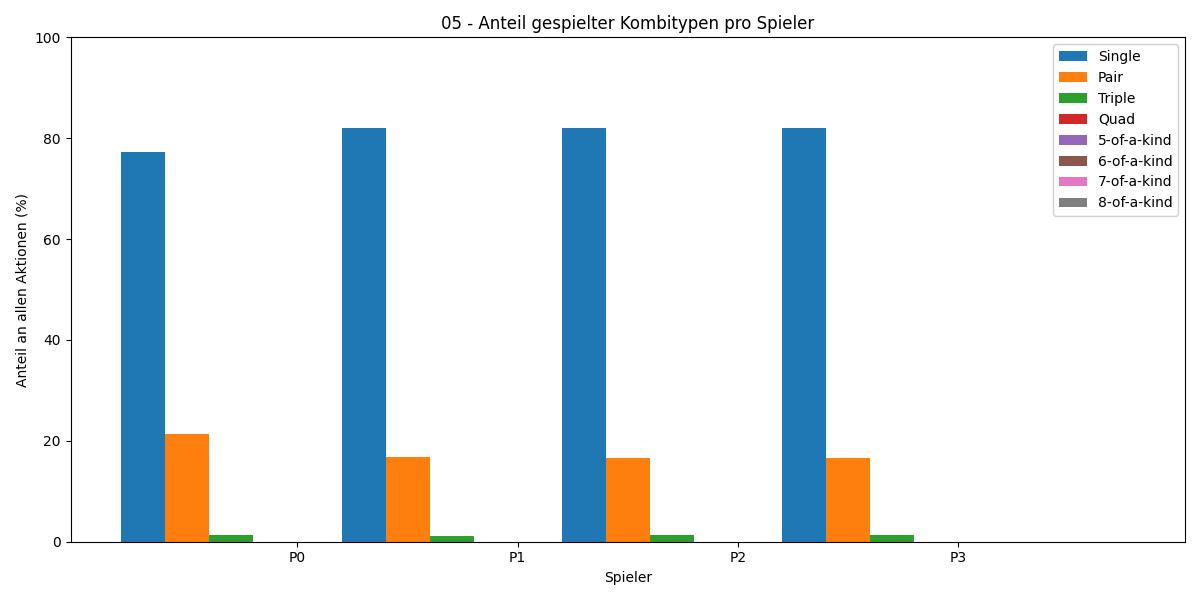 05 - Anteil gespielter Kombitypen pro Spieler
Anteil an allen Aktionen (%)
100
80
60
40
20
0
Single
Pair
Triple
Quad
5-of-a-kind
6-of-a-kind
7-of-a-kind
8-of-a-kind
P0
P1
P2
P3
Spieler